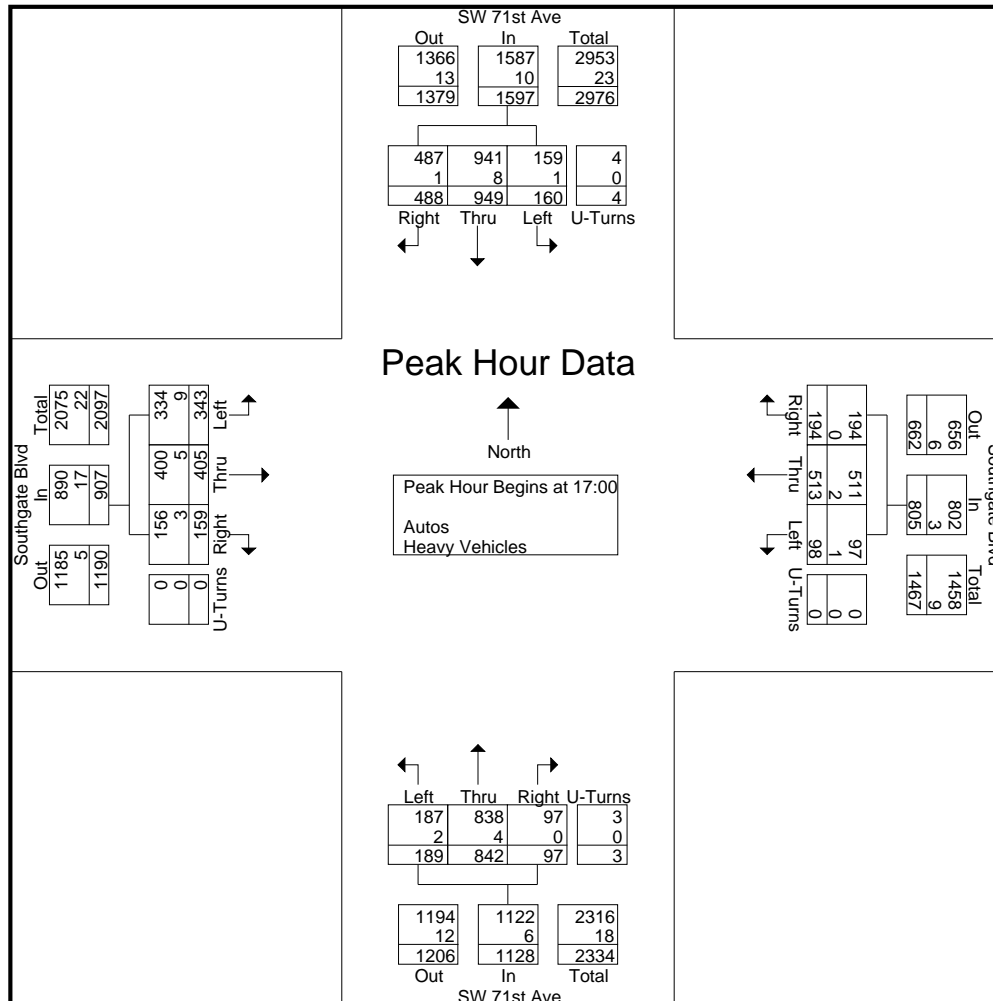 SW 71st Ave
Out In Total
1366 1587 2953
13 10 23
1379 1597 2976
487 941 159 4
1 8 1 0
488 949 160 4
Right Thru Left U-Turns
Peak Hour Data
North
Peak Hour Begins at 17:00
Autos
Heavy Vehicles
Southgate Blvd
Out In Total
1185 890 2075
5 17 22
1190 907 2097
U-Turns Right Thru Left
0 156 400 334
0 3 5 9
0 159 405 343
Southgate Blvd
Out In Total
656 802 1458
6 3 9
662 805 1467
194 511 97 0
0 2 1 0
194 513 98 0
Right Thru Left U-Turns
Left Thru Right U-Turns
187 838 97 3
2 4 0 0
189 842 97 3
1194 1122 2316
12 6 18
1206 1128 2334
Out In Total
SW 71st Ave